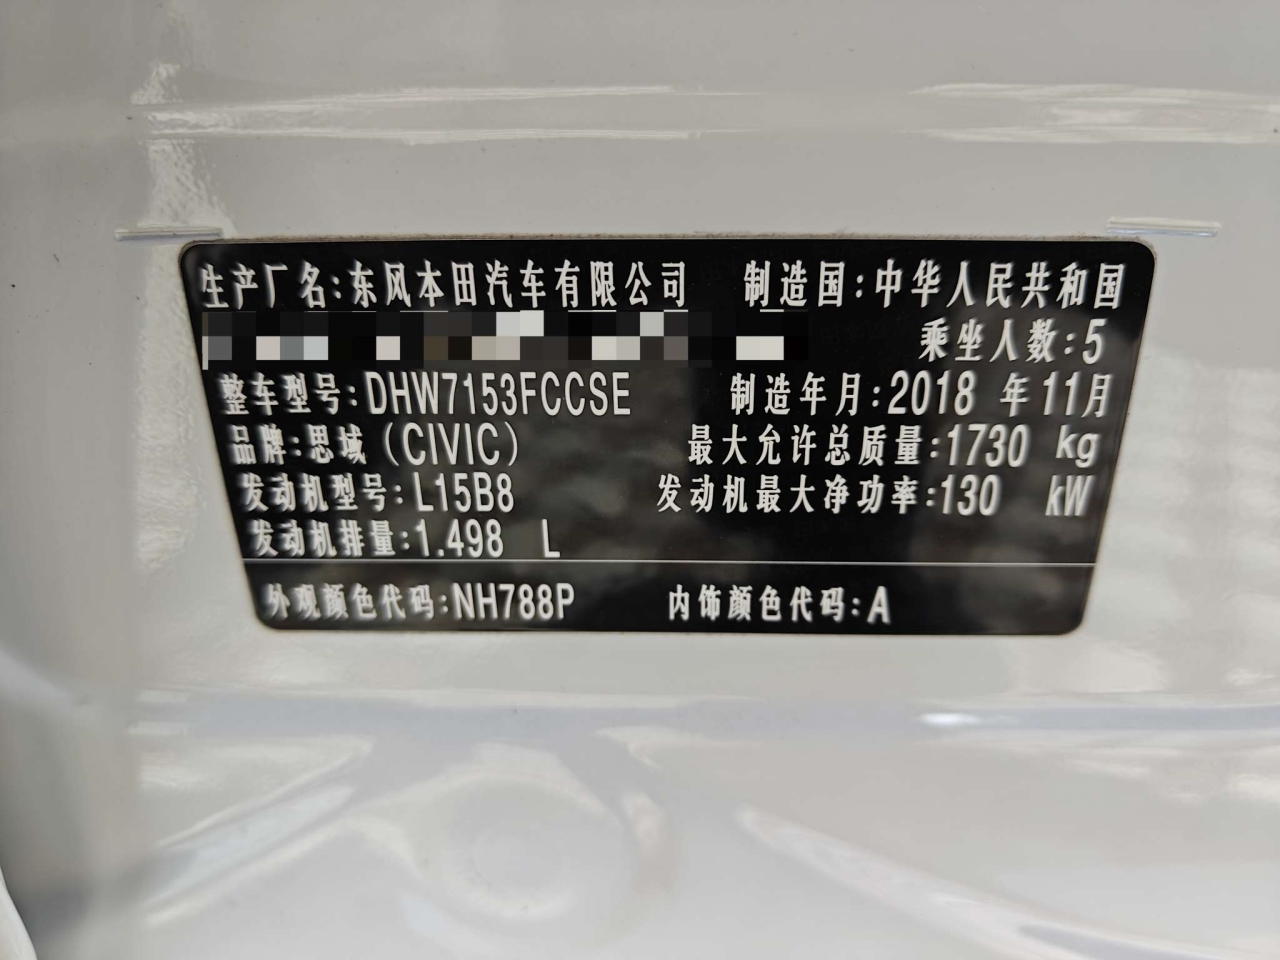 生产厂名:东风本田汽车有限公司 制造国:中华人民共和国
乘坐人数:5
整车型号:DHW7153FCCSE 制造年月:2018 年11月
品牌:思域(CIVIC) 最大允许总质量:1730 kg
发动机型号:L15B8 发动机最大净功率:130 kW
发动机排量:1.498 L
外观颜色代码:NH788P 内饰颜色代码:A